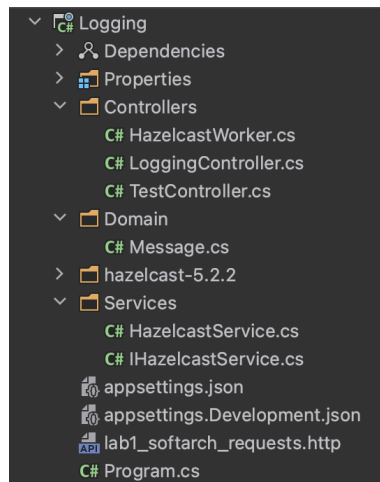 C# Logging
Dependencies
Properties
Controllers
C# HazelcastWorker.cs
C# LoggingController.cs
C# TestController.cs
Domain
C# Message.cs
hazelcast-5.2.2
Services
C# HazelcastService.cs
C# IHazelcastService.cs
appsettings.json
appsettings.Development.json
API lab1_softarch_requests.http
C# Program.cs